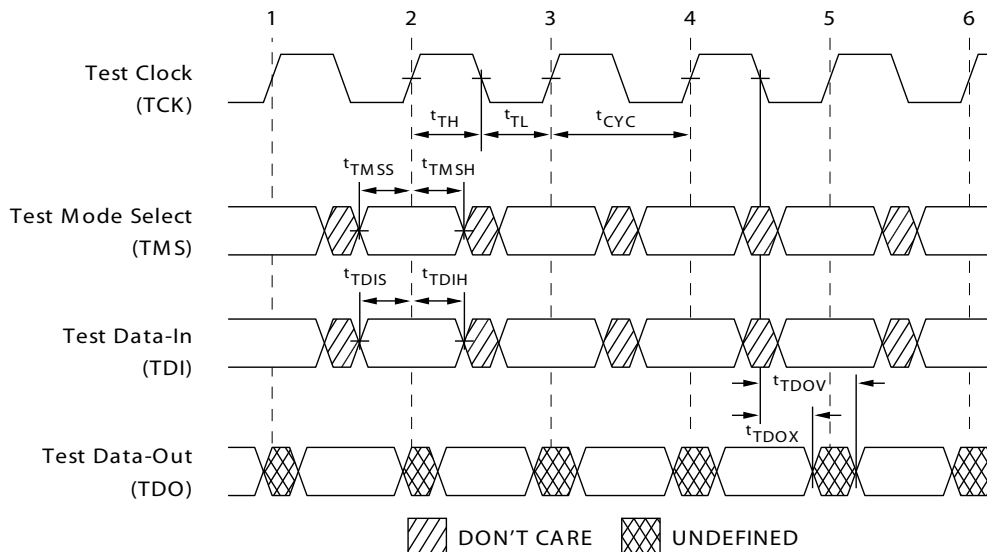 1 2 3 4 5 6
Test Clock
(TCK)
tTH tTL tCYC
tTMSS tTMSH
Test Mode Select
(TMS)
tTDIS tTDIH
Test Data-In
(TDI)
tTDOV
tTDOX
Test Data-Out
(TDO)
DON'T CARE UNDEFINED